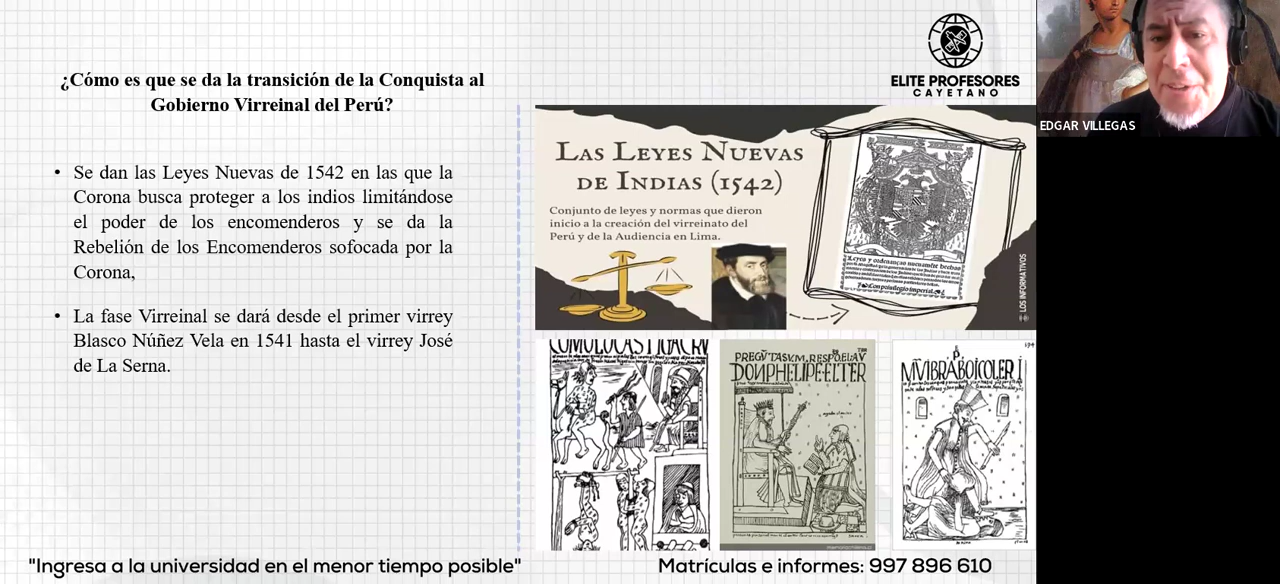 ¿Cómo es que se da la transición de la Conquista al
Gobierno Virreinal del Perú?
• Se dan las Leyes Nuevas de 1542 en las que la
Corona busca proteger a los indios limitándose
el poder de los encomenderos y se da la
Rebelión de los Encomenderos sofocada por la
Corona,
• La fase Virreinal se dará desde el primer virrey
Blasco Núñez Vela en 1541 hasta el virrey José
de La Serna.
ELITE PROFESORES
CAYETANO
EDGAR VILLEGAS
LAS LEYES NUEVAS
DE INDIAS (1542)
Conjunto de leyes y normas que dieron
inicio a la creación del virreinato del
Perú y de la Audiencia en Lima.
LOS INFORMATIVOS
PREGV̄TASVM.
DONPHELIPEELTER
"Ingresa a la universidad en el menor tiempo posible"
Matrículas e informes: 997 896 610